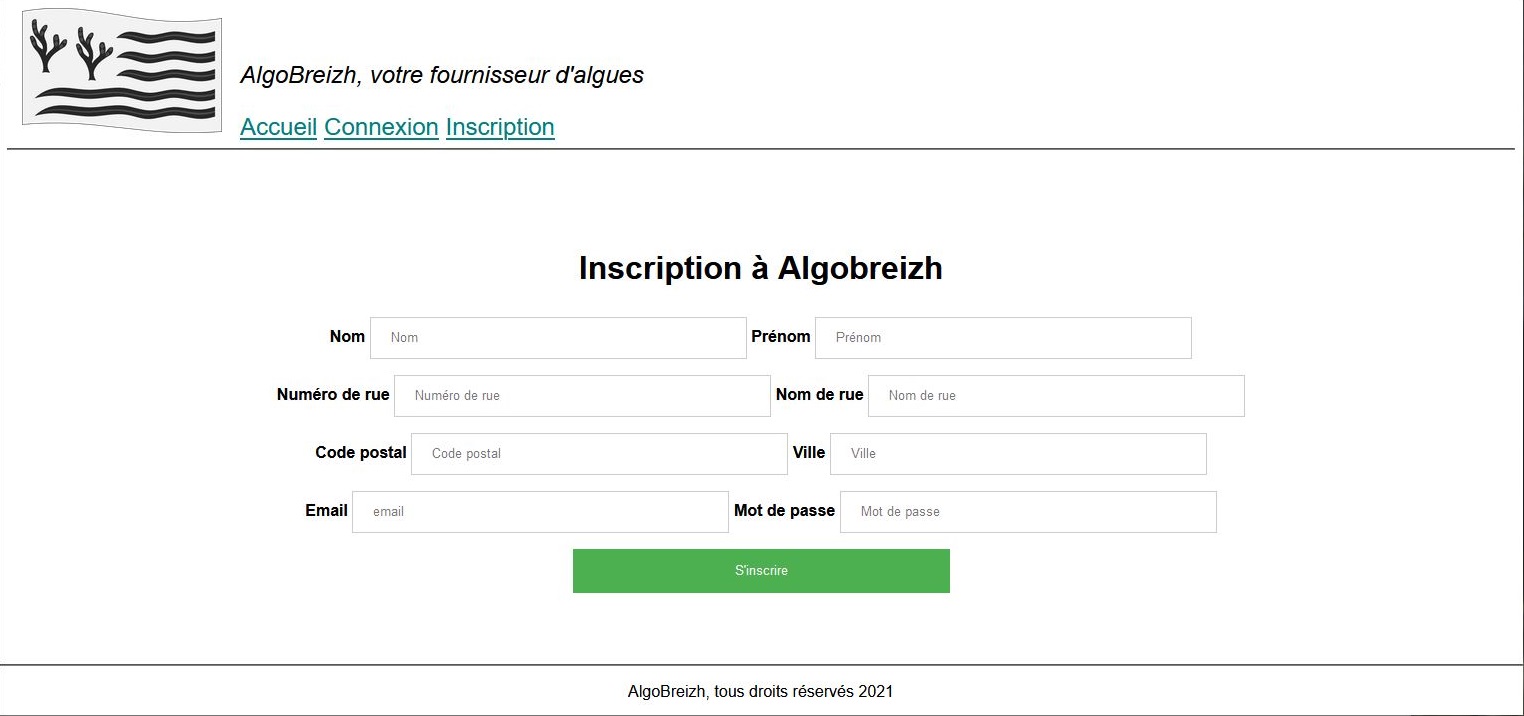 AlgoBreizh, votre fournisseur d'algues
Accueil Connexion Inscription
Inscription à Algobreizh
Nom Nom Prénom Prénom
Numéro de rue Numéro de rue Nom de rue Nom de rue
Code postal Code postal Ville Ville
Email email Mot de passe Mot de passe
S'inscrire
AlgoBreizh, tous droits réservés 2021